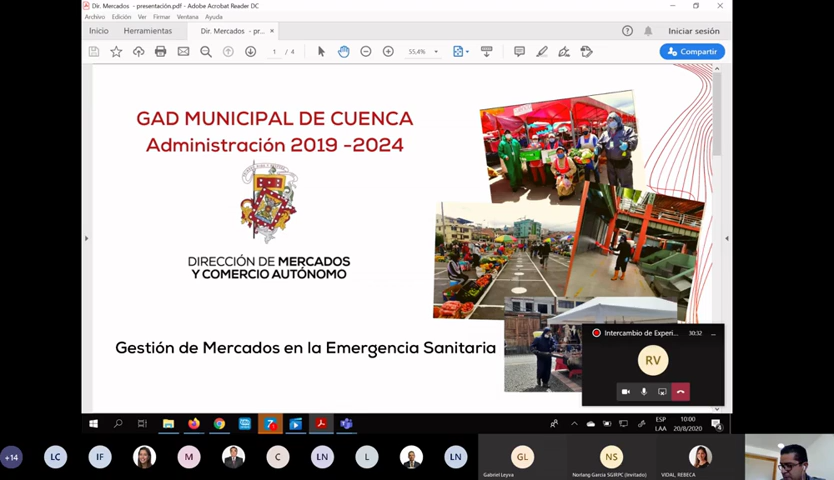 Dir. Mercados - presentación.pdf - Adobe Acrobat Reader DC
Archivo Edición Ver Firmar Ventana Ayuda
Inicio Herramientas Dir. Mercados - pr... × Iniciar sesión
1 / 4 55,4% Compartir
GAD MUNICIPAL DE CUENCA
Administración 2019 -2024
DIRECCIÓN DE MERCADOS
Y COMERCIO AUTÓNOMO
Gestión de Mercados en la Emergencia Sanitaria
Intercambio de Experi... 30:32
RV
ESP 10:00
LAA 20/8/2020
+14 LC IF M C LN L LN GL NS
Gabriel Leyva Norlang Garcia SGIRPC (Invitado) VIDAL, REBECA